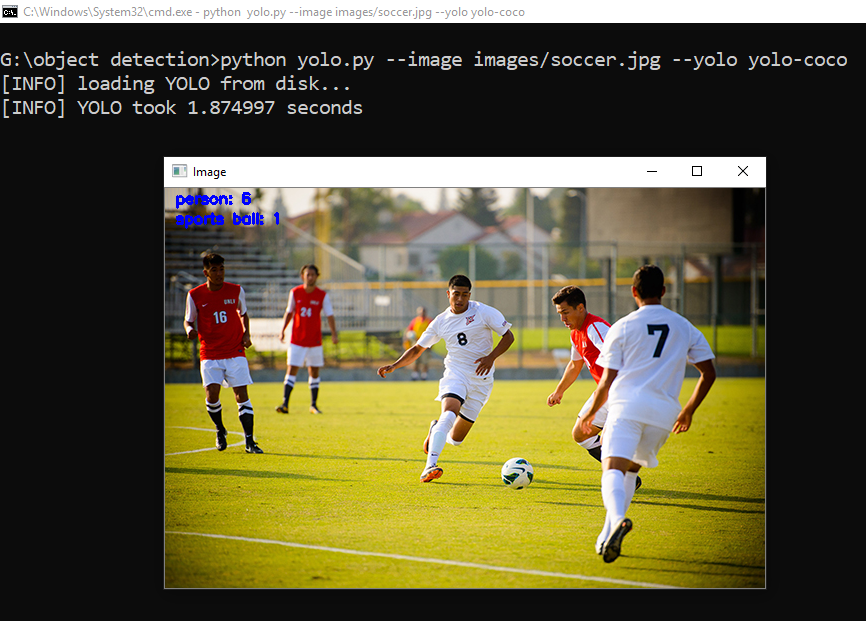 C:\Windows\System32\cmd.exe - python  yolo.py --image images/soccer.jpg --yolo yolo-coco
G:\object detection>python yolo.py --image images/soccer.jpg --yolo yolo-coco
[INFO] loading YOLO from disk...
[INFO] YOLO took 1.874997 seconds
Image
person: 6
sports ball: 1
UNLV
16
24
8
7